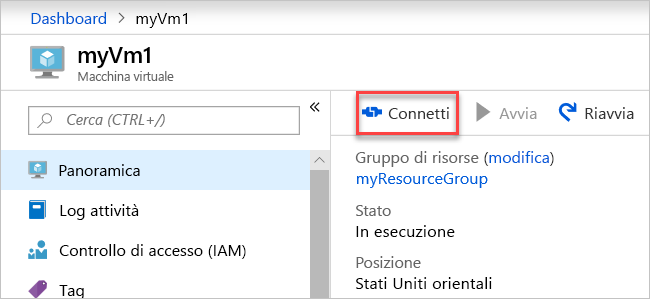 Dashboard > myVm1
myVm1
Macchina virtuale
Cerca (CTRL+/)
«
Panoramica
Log attività
Controllo di accesso (IAM)
Tag
Connetti Avvia Riavvia
Gruppo di risorse (modifica)
myResourceGroup
Stato
In esecuzione
Posizione
Stati Uniti orientali